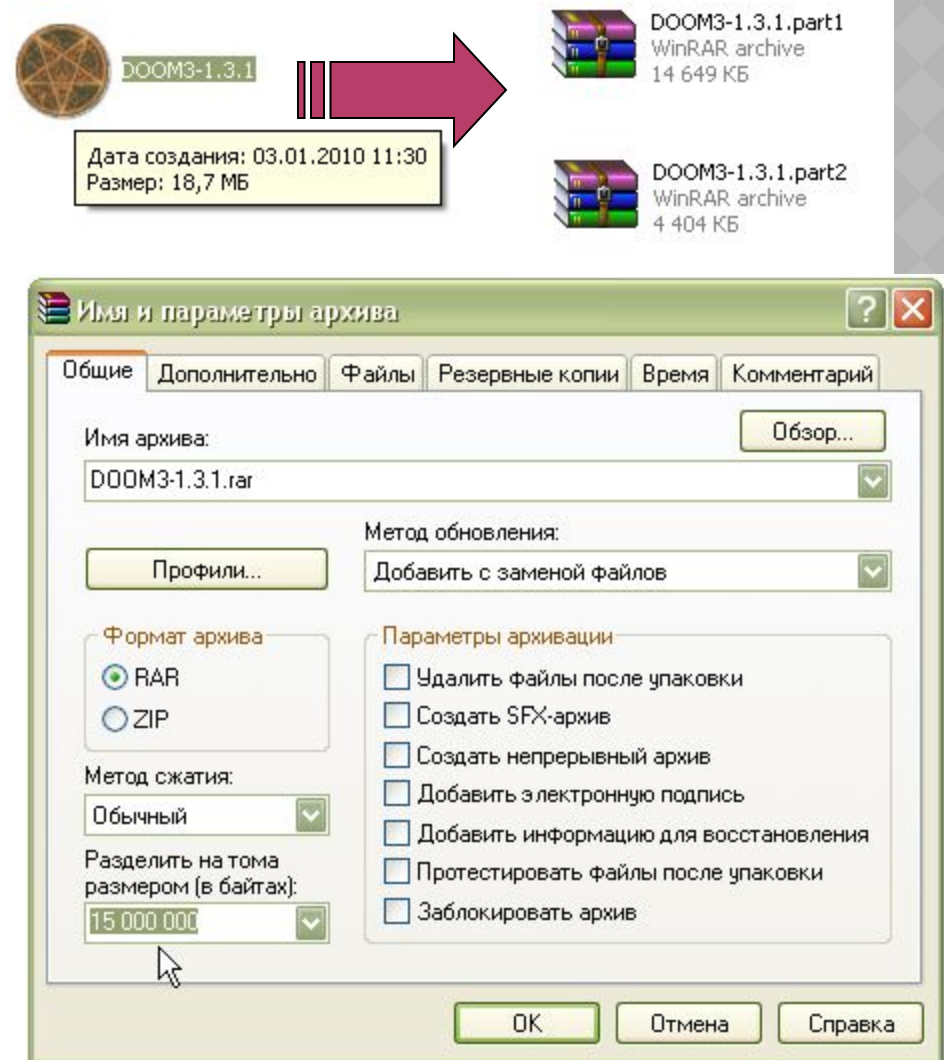 DOOM3-1.3.1
Дата создания: 03.01.2010 11:30
Размер: 18,7 МБ
DOOM3-1.3.1.part1
WinRAR archive
14 649 КБ
DOOM3-1.3.1.part2
WinRAR archive
4 404 КБ
Имя и параметры архива
Общие Дополнительно Файлы Резервные копии Время Комментарий
Имя архива:
Обзор...
DOOM3-1.3.1.rar
Метод обновления:
Профили...
Добавить с заменой файлов
Формат архива
RAR
ZIP
Метод сжатия:
Обычный
Разделить на тома
размером (в байтах):
15 000 000
Параметры архивации
Удалить файлы после упаковки
Создать SFX-архив
Создать непрерывный архив
Добавить электронную подпись
Добавить информацию для восстановления
Протестировать файлы после упаковки
Заблокировать архив
OK Отмена Справка